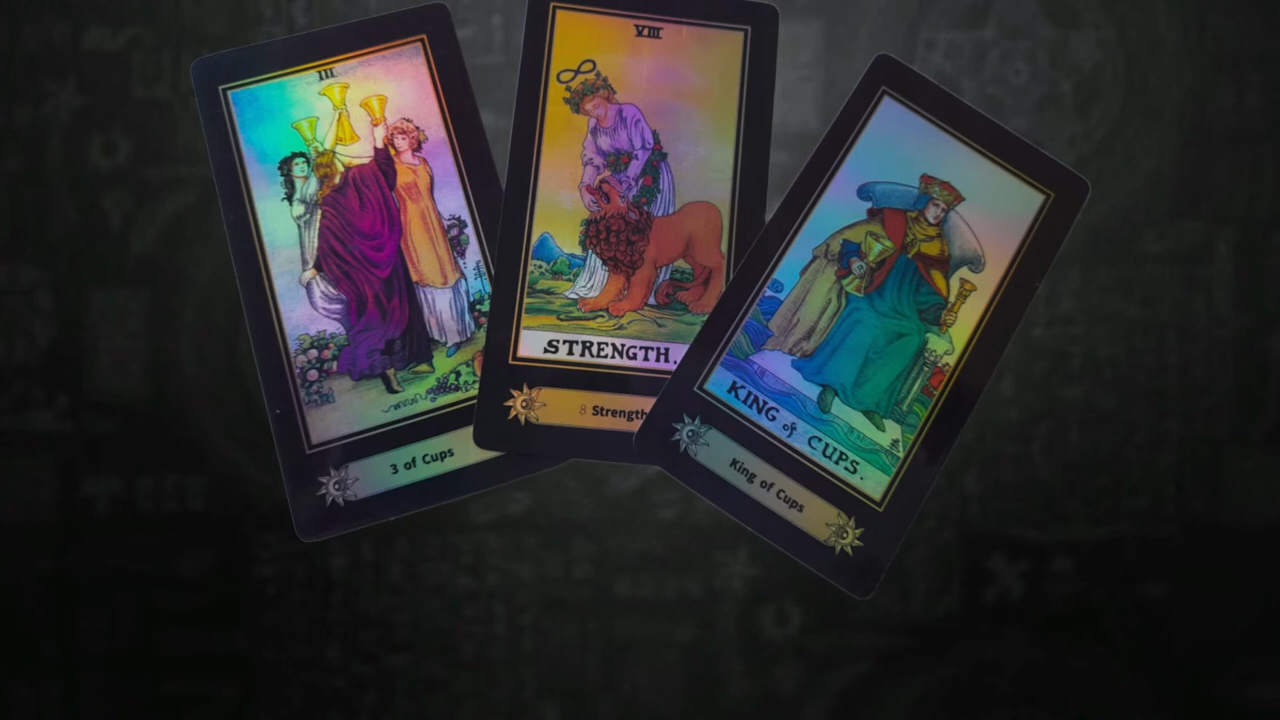 III
3 of Cups
VIII
STRENGTH.
8 Strength
KING of CUPS.
King of Cups